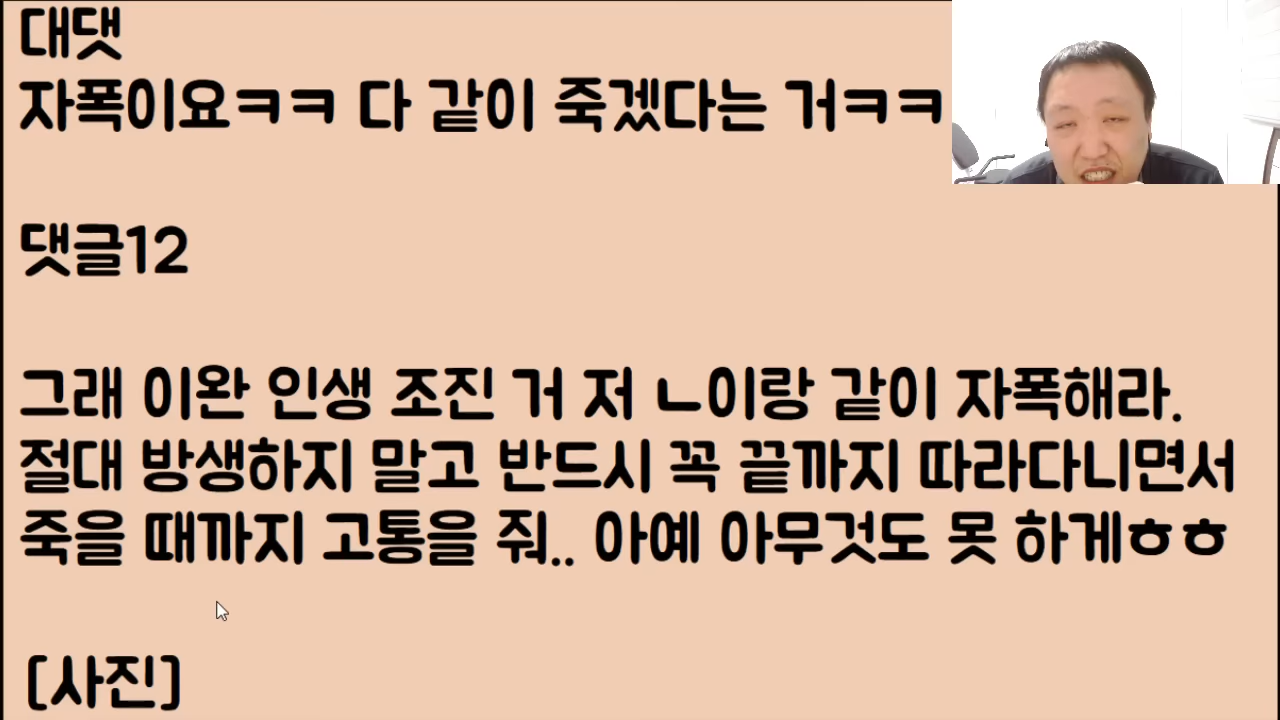 대댓
자폭이요ㅋㅋ 다 같이 죽겠다는 거ㅋㅋ
댓글12
그래 이완 인생 조진 거 저 ㄴ이랑 같이 자폭해라.
절대 방생하지 말고 반드시 꼭 끝까지 따라다니면서
죽을 때까지 고통을 줘.. 아예 아무것도 못 하게ㅎㅎ
[사진]